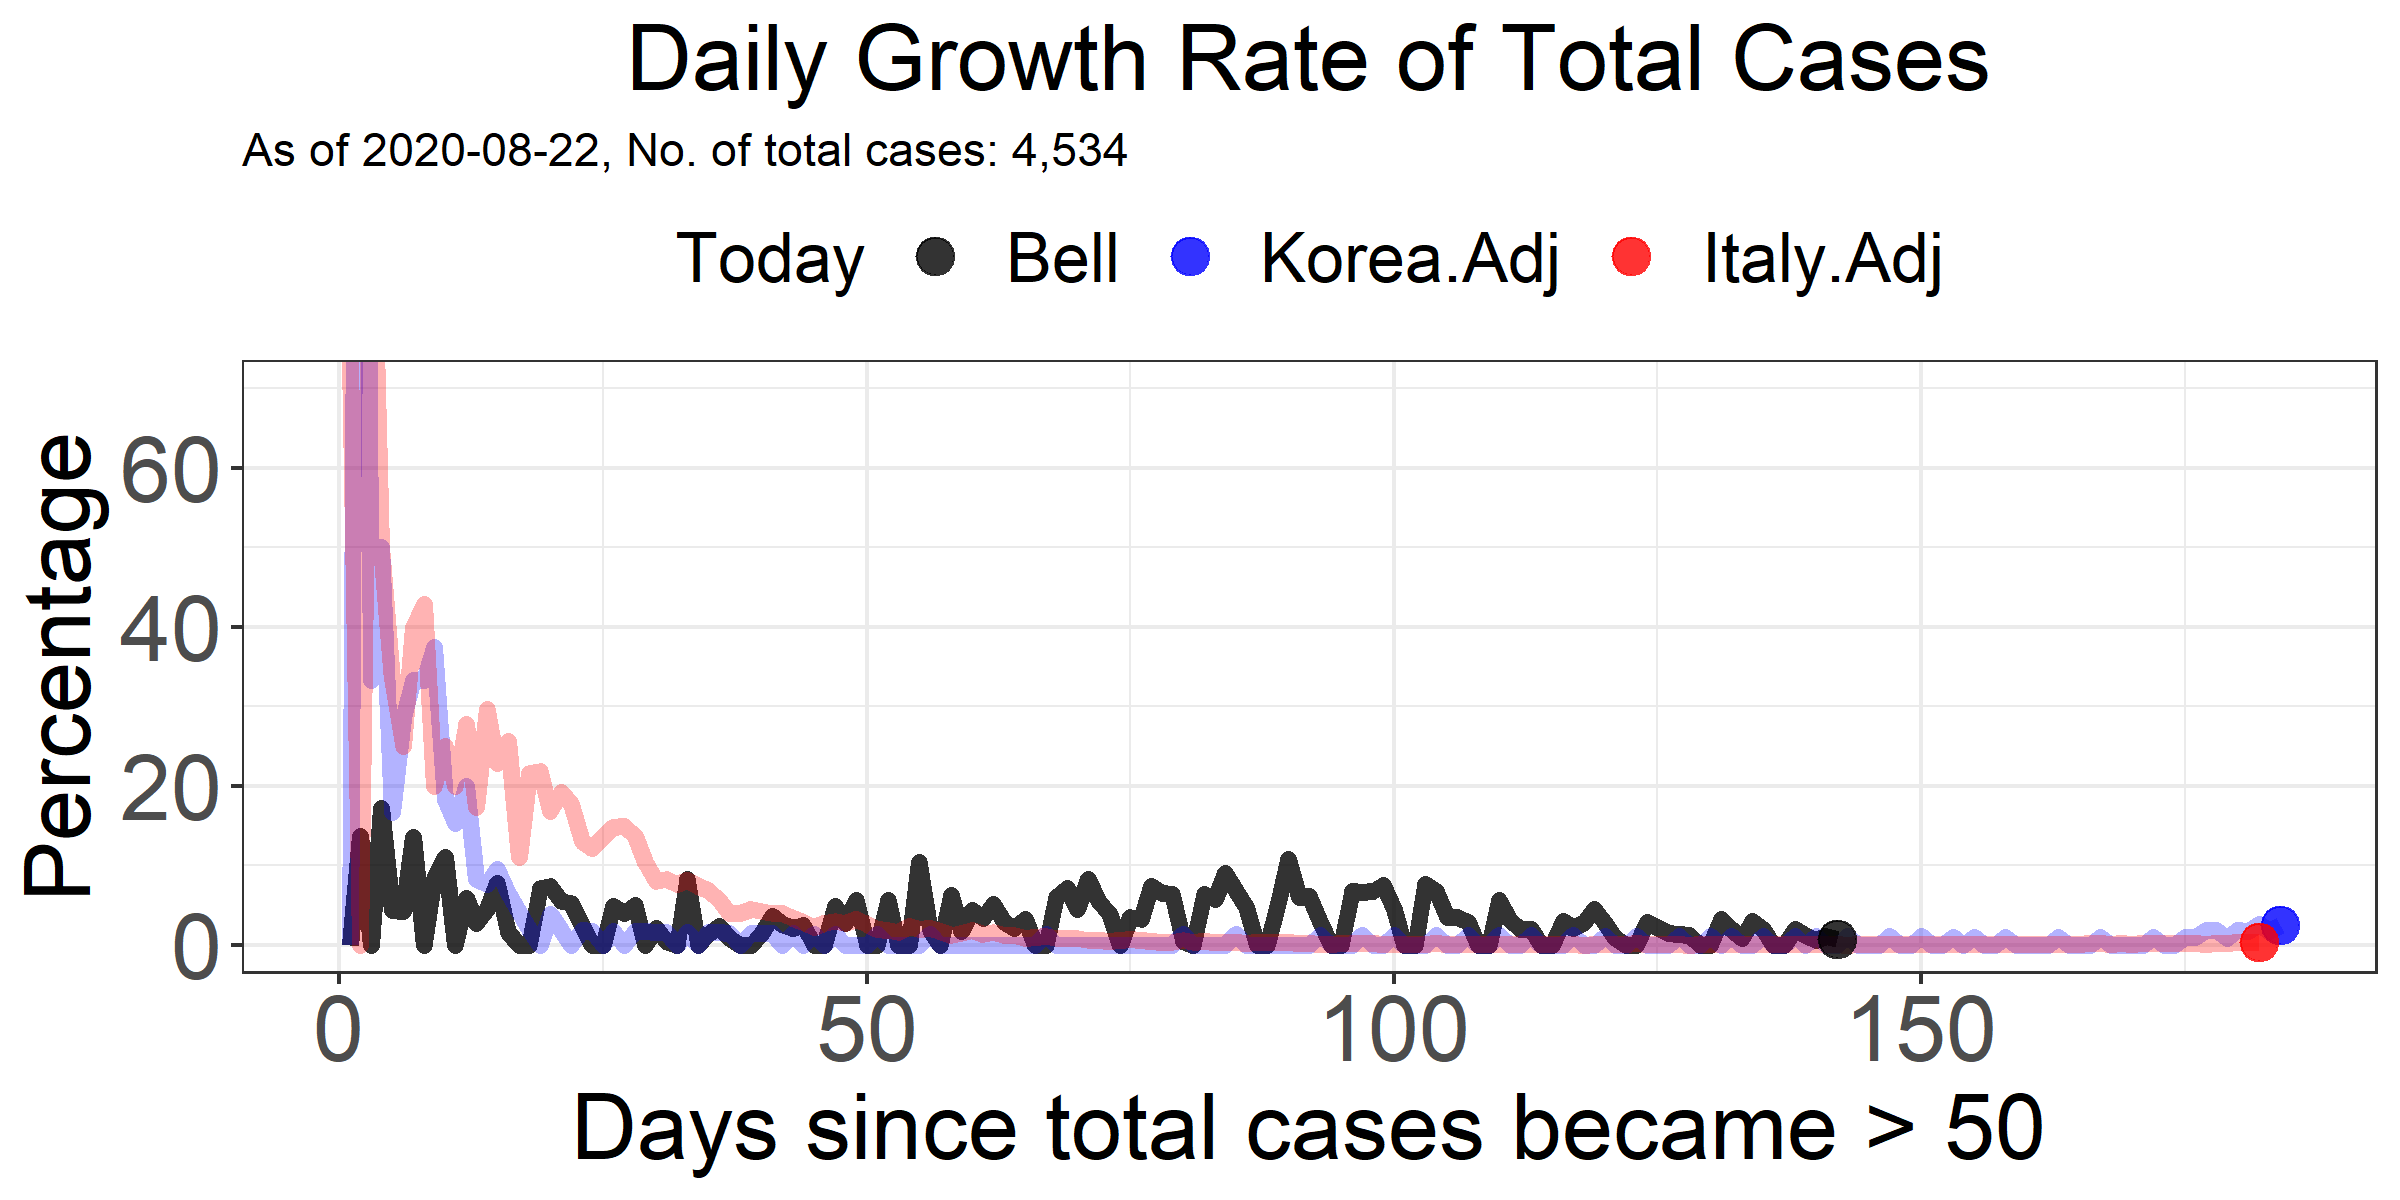 Daily Growth Rate of Total Cases
As of 2020-08-22, No. of total cases: 4,534
Today Bell Korea.Adj Italy.Adj
Percentage
60
40
20
0
0 50 100 150
Days since total cases became > 50